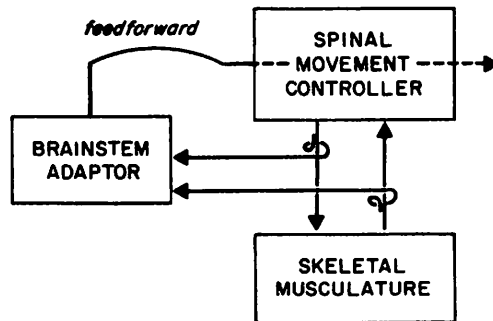 feedforward
SPINAL
MOVEMENT
CONTROLLER
BRAINSTEM
ADAPTOR
SKELETAL
MUSCULATURE